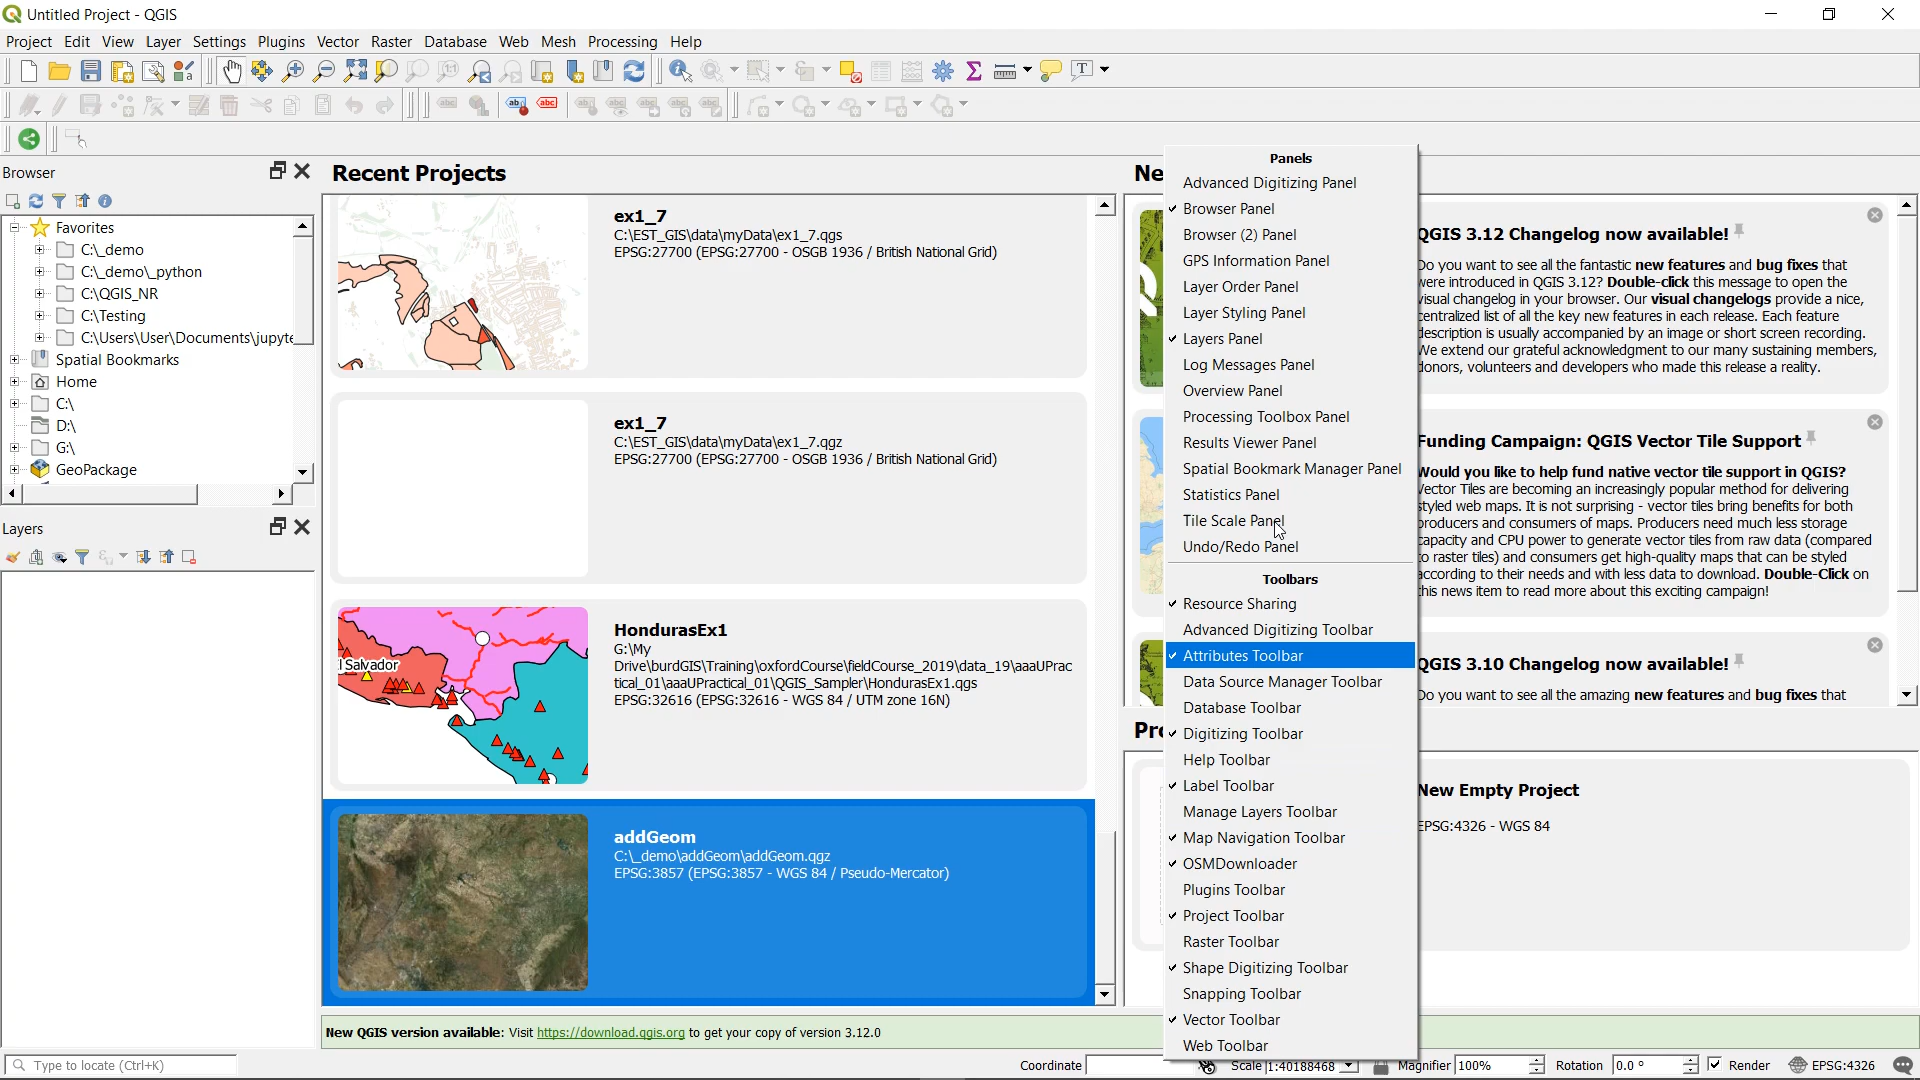 Untitled Project - QGIS
Project Edit View Layer Settings Plugins Vector Raster Database Web Mesh Processing Help
Browser
Favorites
C:\_demo
C:\_demo\_python
C:\QGIS_NR
C:\Testing
C:\Users\User\Documents\jupyte
Spatial Bookmarks
Home
C:\
D:\
G:\
GeoPackage
Layers
Type to locate (Ctrl+K)
Recent Projects
ex1_7
C:\EST_GIS\data\myData\ex1_7.qgs
EPSG:27700 (EPSG:27700 - OSGB 1936 / British National Grid)
ex1_7
C:\EST_GIS\data\myData\ex1_7.qgz
EPSG:27700 (EPSG:27700 - OSGB 1936 / British National Grid)
l Salvador
HondurasEx1
G:\My
Drive\burdGIS\Training\oxfordCourse\fieldCourse_2019\data_19\aaaUPrac
tical_01\aaaUPractical_01\QGIS_Sampler\HondurasEx1.qgs
EPSG:32616 (EPSG:32616 - WGS 84 / UTM zone 16N)
addGeom
C:\_demo\addGeom\addGeom.qgz
EPSG:3857 (EPSG:3857 - WGS 84 / Pseudo-Mercator)
New QGIS version available: Visit https://download.qgis.org to get your copy of version 3.12.0
Ne
Panels
Advanced Digitizing Panel
Browser Panel
Browser (2) Panel
GPS Information Panel
Layer Order Panel
Layer Styling Panel
Layers Panel
Log Messages Panel
Overview Panel
Processing Toolbox Panel
Results Viewer Panel
Spatial Bookmark Manager Panel
Statistics Panel
Tile Scale Panel
Undo/Redo Panel
Toolbars
Resource Sharing
Advanced Digitizing Toolbar
Attributes Toolbar
Data Source Manager Toolbar
Database Toolbar
Digitizing Toolbar
Help Toolbar
Label Toolbar
Manage Layers Toolbar
Map Navigation Toolbar
OSMDownloader
Plugins Toolbar
Project Toolbar
Raster Toolbar
Shape Digitizing Toolbar
Snapping Toolbar
Vector Toolbar
Web Toolbar
QGIS 3.12 Changelog now available!
Do you want to see all the fantastic new features and bug fixes that
were introduced in QGIS 3.12? Double-click this message to open the
visual changelog in your browser. Our visual changelogs provide a nice,
centralized list of all the key new features in each release. Each feature
description is usually accompanied by an image or short screen recording.
We extend our grateful acknowledgment to our many sustaining members,
donors, volunteers and developers who made this release a reality.
Funding Campaign: QGIS Vector Tile Support
Would you like to help fund native vector tile support in QGIS?
Vector Tiles are becoming an increasingly popular method for delivering
styled web maps. It is not surprising - vector tiles bring benefits for both
producers and consumers of maps. Producers need much less storage
capacity and CPU power to generate vector tiles from raw data (compared
to raster tiles) and consumers get high-quality maps that can be styled
according to their needs and with less data to download. Double-Click on
this news item to read more about this exciting campaign!
QGIS 3.10 Changelog now available!
Do you want to see all the amazing new features and bug fixes that
Pro
New Empty Project
EPSG:4326 - WGS 84
Coordinate
Scale 1:40188468
Magnifier 100%
Rotation 0.0 °
Render
EPSG:4326